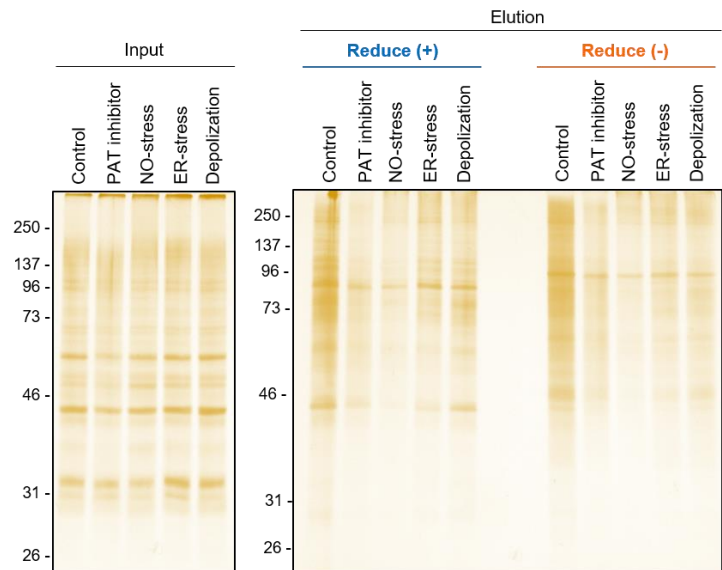 Elution
Input
Reduce (+)
Reduce (-)
Control
PAT inhibitor
NO-stress
ER-stress
Depolization
Control
PAT inhibitor
NO-stress
ER-stress
Depolization
Control
PAT inhibitor
NO-stress
ER-stress
Depolization
250 -
137 -
96 -
73 -
46 -
31 -
26 -
250 -
137 -
96 -
73 -
46 -
31 -
26 -